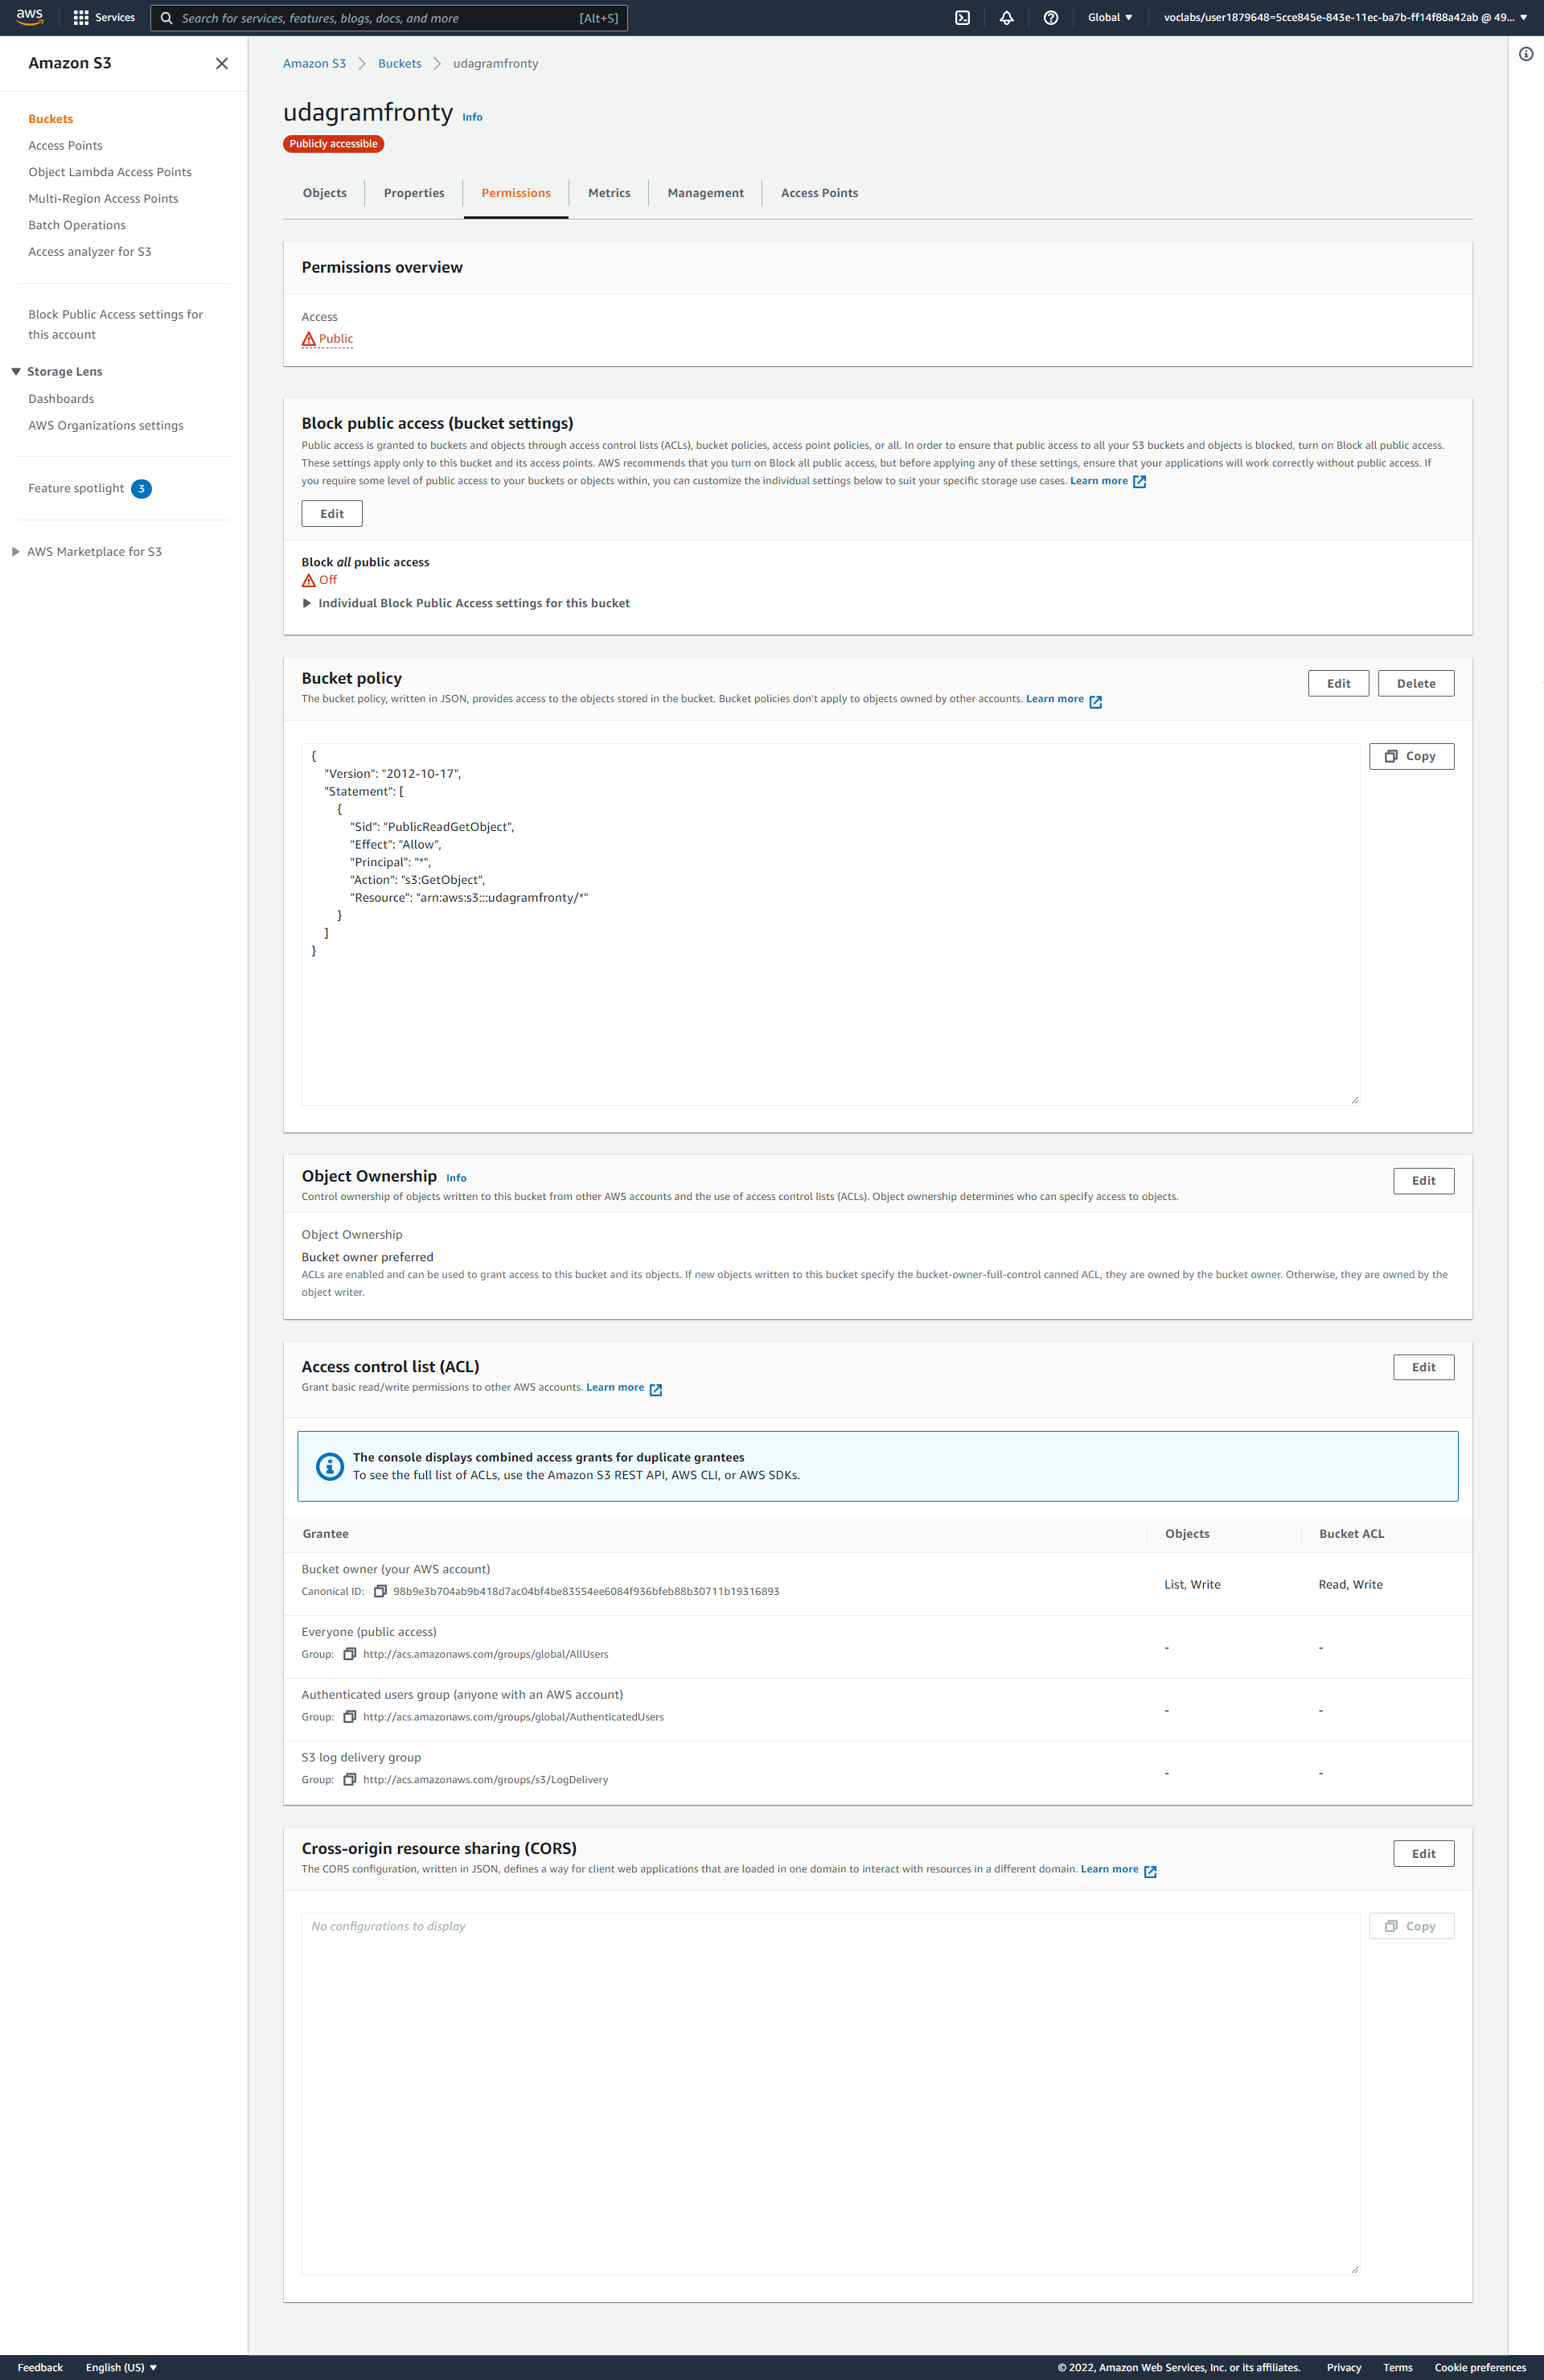 aws Services Search for services, features, blogs, docs, and more [Alt+S] Global voclabs/user1879648=5cce845e-843e-11ec-ba7b-ff14f88a42ab @ 49...
Amazon S3
Buckets
Access Points
Object Lambda Access Points
Multi-Region Access Points
Batch Operations
Access analyzer for S3
Block Public Access settings for
this account
Storage Lens
Dashboards
AWS Organizations settings
Feature spotlight 3
AWS Marketplace for S3
Amazon S3 Buckets udagramfronty
udagramfronty Info
Publicly accessible
Objects Properties Permissions Metrics Management Access Points
Permissions overview
Access
Public
Block public access (bucket settings)
Public access is granted to buckets and objects through access control lists (ACLs), bucket policies, access point policies, or all. In order to ensure that public access to all your S3 buckets and objects is blocked, turn on Block all public access.
These settings apply only to this bucket and its access points. AWS recommends that you turn on Block all public access, but before applying any of these settings, ensure that your applications will work correctly without public access. If
you require some level of public access to your buckets or objects within, you can customize the individual settings below to suit your specific storage use cases. Learn more
Edit
Block all public access
Off
Individual Block Public Access settings for this bucket
Bucket policy
Edit Delete
The bucket policy, written in JSON, provides access to the objects stored in the bucket. Bucket policies don't apply to objects owned by other accounts. Learn more
Copy
{
"Version": "2012-10-17",
"Statement": [
{
"Sid": "PublicReadGetObject",
"Effect": "Allow",
"Principal": "*",
"Action": "s3:GetObject",
"Resource": "arn:aws:s3:::udagramfronty/*"
}
]
}
Object Ownership Info
Edit
Control ownership of objects written to this bucket from other AWS accounts and the use of access control lists (ACLs). Object ownership determines who can specify access to objects.
Object Ownership
Bucket owner preferred
ACLs are enabled and can be used to grant access to this bucket and its objects. If new objects written to this bucket specify the bucket-owner-full-control canned ACL, they are owned by the bucket owner. Otherwise, they are owned by the
object writer.
Access control list (ACL)
Edit
Grant basic read/write permissions to other AWS accounts. Learn more
The console displays combined access grants for duplicate grantees
To see the full list of ACLs, use the Amazon S3 REST API, AWS CLI, or AWS SDKs.
Grantee Objects Bucket ACL
Bucket owner (your AWS account)
Canonical ID: 98b9e3b704ab9b418d7ac04bf4be83554ee6084f936bfeb88b30711b19316893
List, Write Read, Write
Everyone (public access)
Group: http://acs.amazonaws.com/groups/global/AllUsers
- -
Authenticated users group (anyone with an AWS account)
Group: http://acs.amazonaws.com/groups/global/AuthenticatedUsers
- -
S3 log delivery group
Group: http://acs.amazonaws.com/groups/s3/LogDelivery
- -
Cross-origin resource sharing (CORS)
Edit
The CORS configuration, written in JSON, defines a way for client web applications that are loaded in one domain to interact with resources in a different domain. Learn more
No configurations to display
Copy
Feedback English (US) © 2022, Amazon Web Services, Inc. or its affiliates. Privacy Terms Cookie preferences